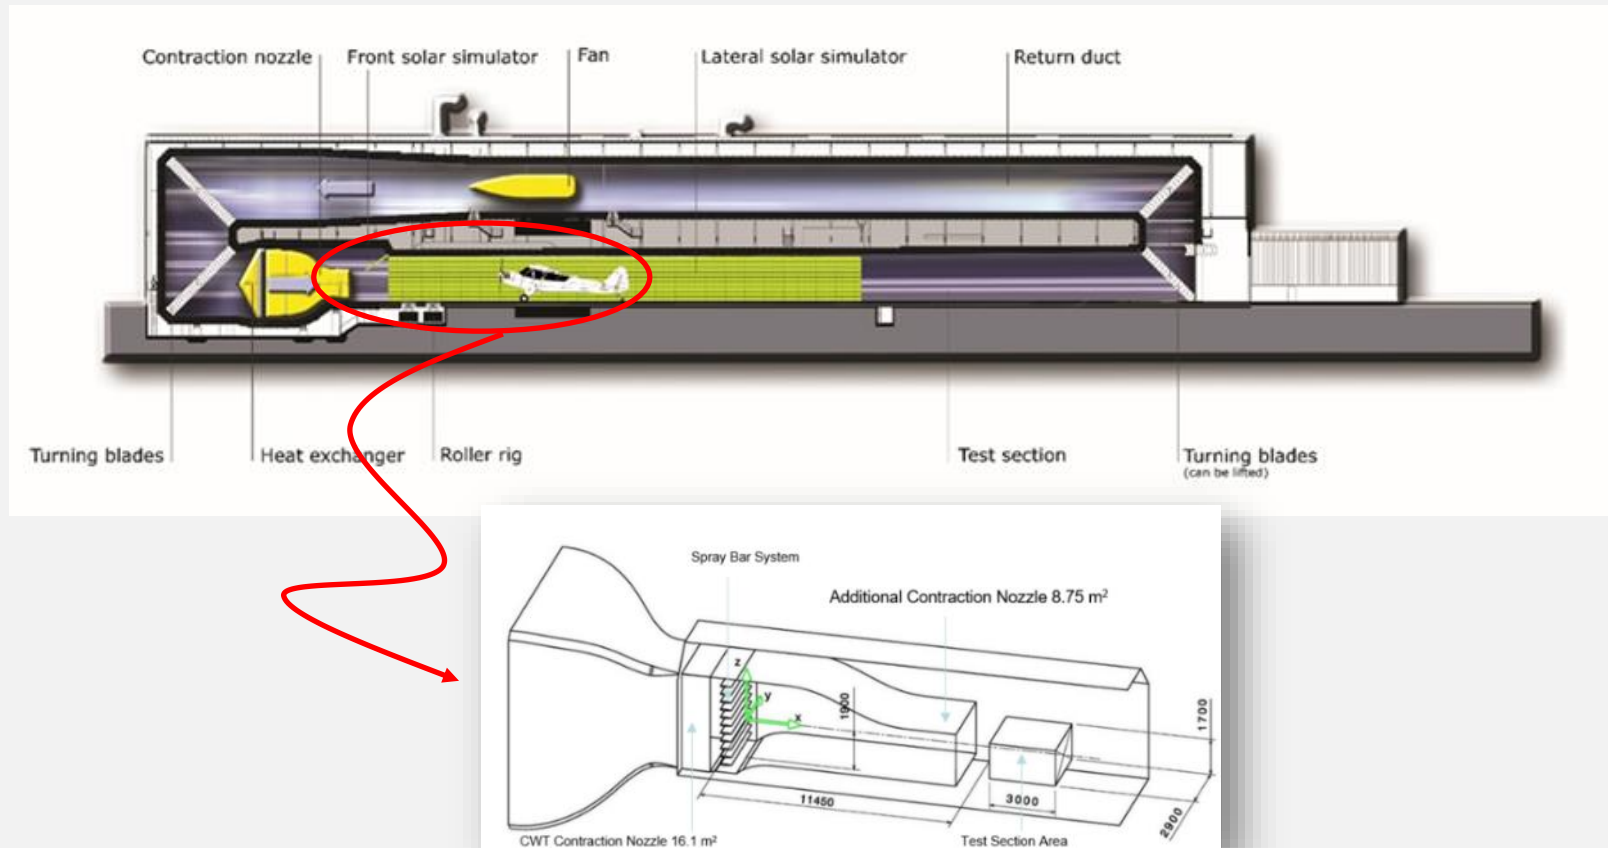 Contraction nozzle
Front solar simulator
Fan
Lateral solar simulator
Return duct
Turning blades
Heat exchanger
Roller rig
Test section
Turning blades
(can be lifted)
Spray Bar System
Additional Contraction Nozzle 8.75 m²
z
y
x
1900
1700
11450
3000
2900
CWT Contraction Nozzle 16.1 m²
Test Section Area